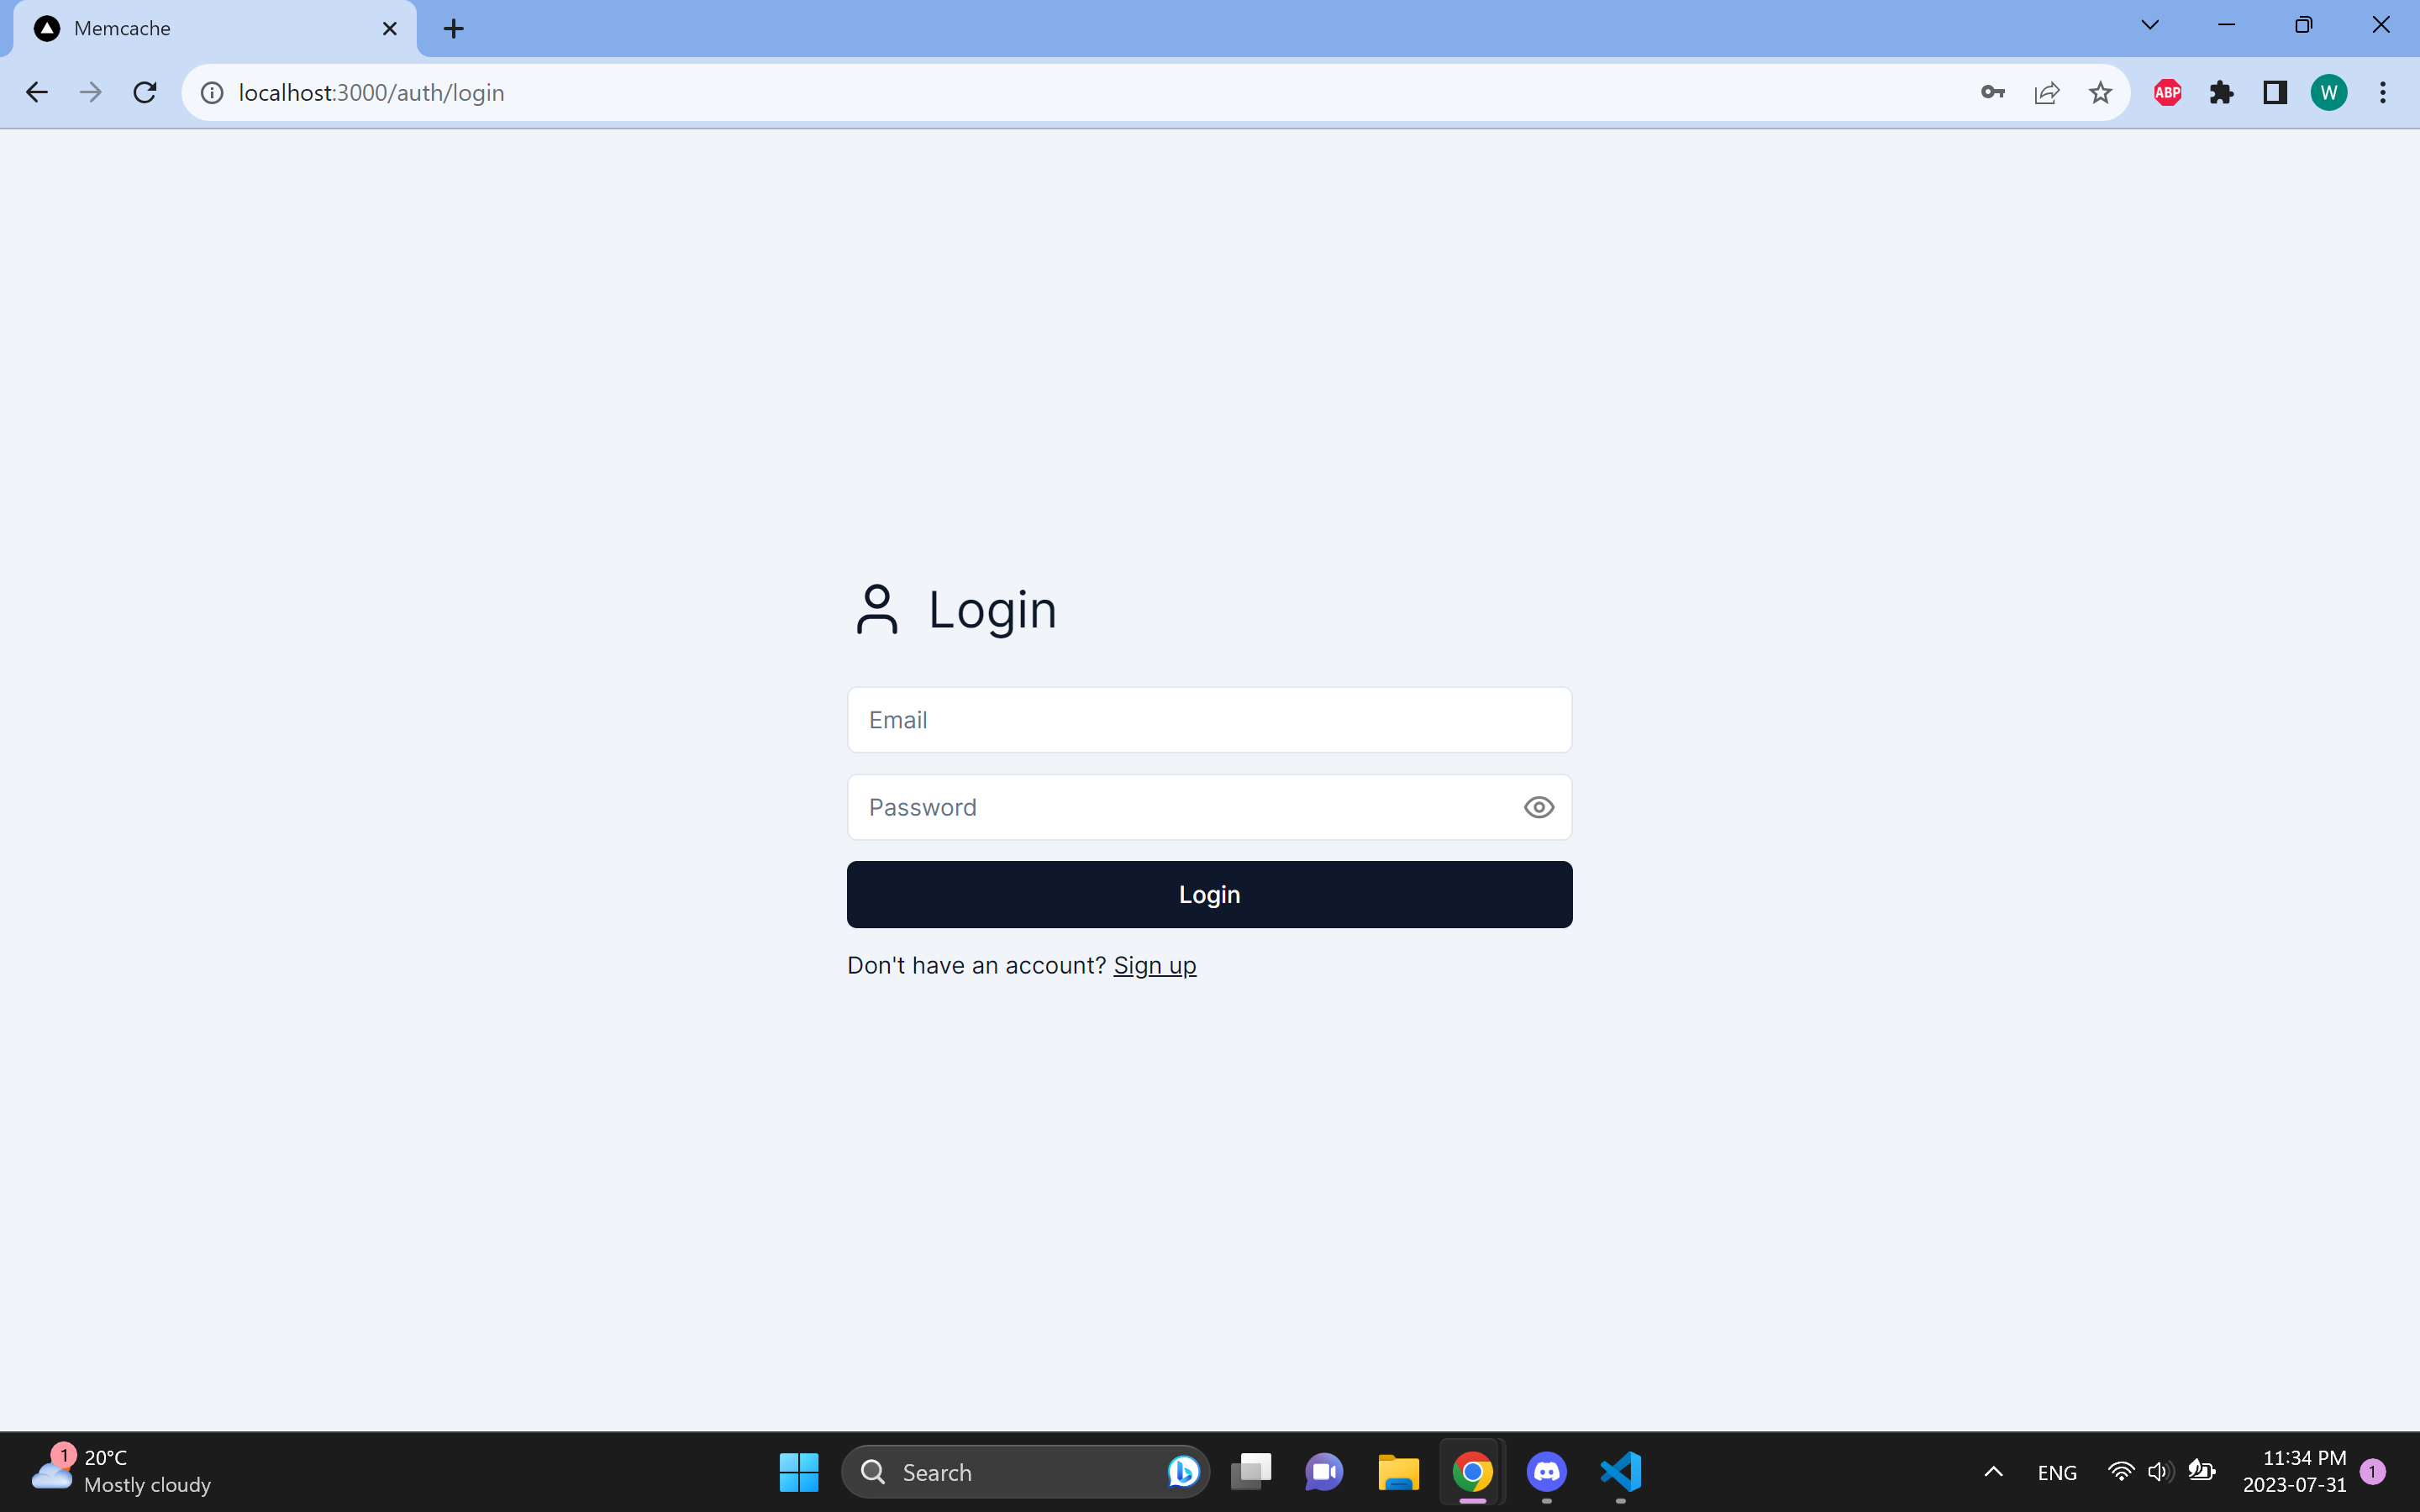 Memcache
localhost:3000/auth/login
ABP
W
Login
Email
Password
Login
Don't have an account? Sign up
1
20°C
Mostly cloudy
Search
ENG
11:34 PM
2023-07-31
1